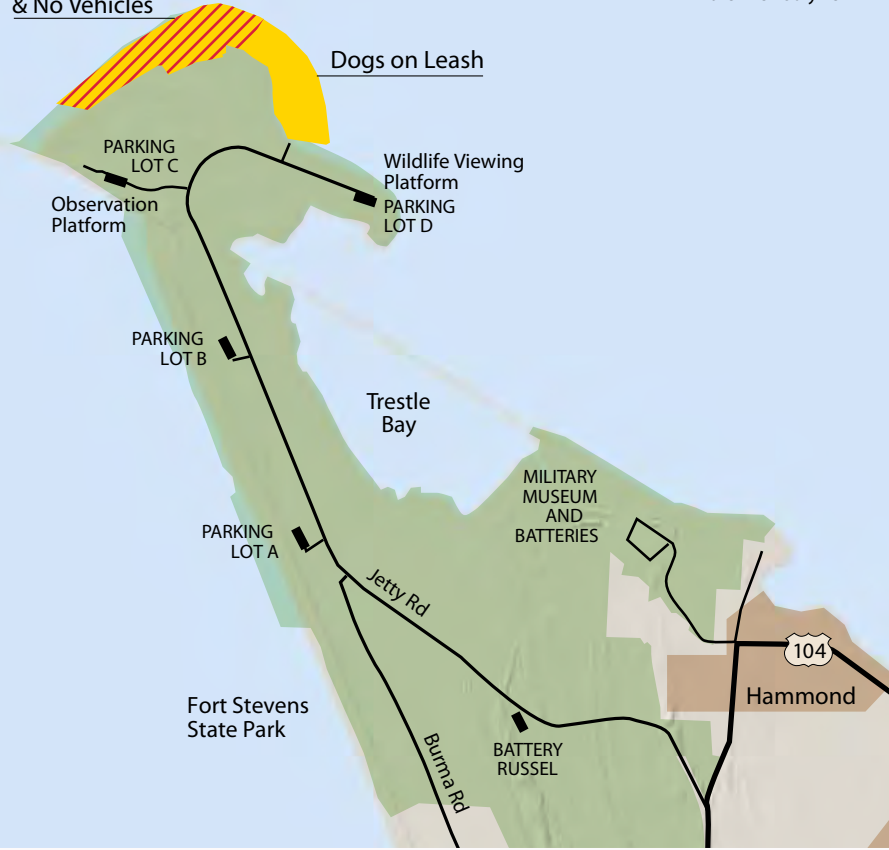 & No Vehicles
Dogs on Leash
PARKING
LOT C
Wildlife Viewing
Platform
Observation
Platform
PARKING
LOT D
PARKING
LOT B
Trestle
Bay
MILITARY
MUSEUM
AND
BATTERIES
PARKING
LOT A
Jetty Rd
104
Hammond
Fort Stevens
State Park
Burma Rd
BATTERY
RUSSEL